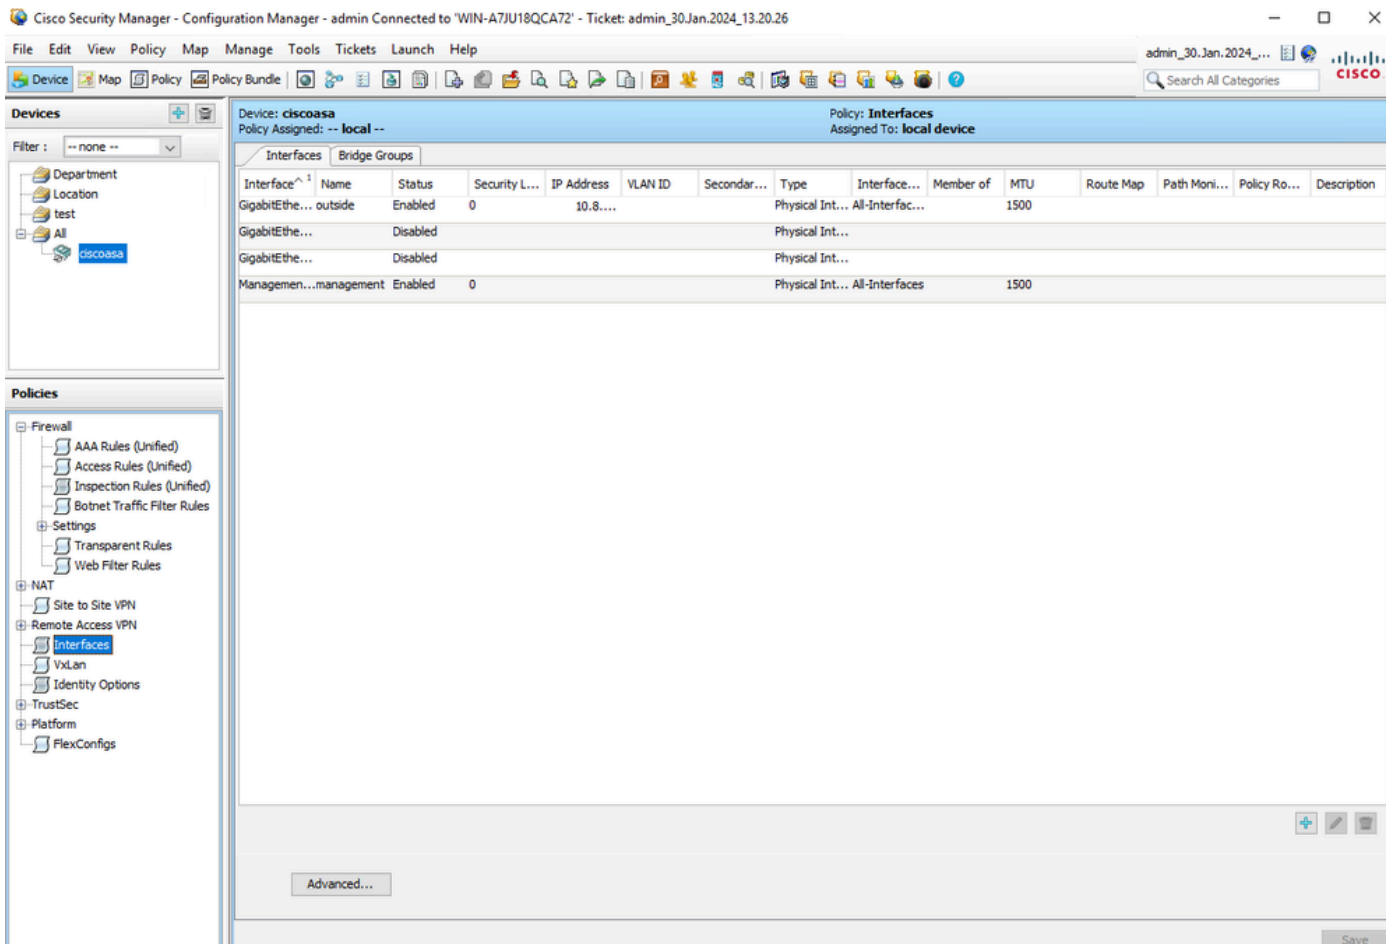 Cisco Security Manager - Configuration Manager - admin Connected to 'WIN-A7JU18QCA72' - Ticket: admin_30.Jan.2024_13.20.26
File Edit View Policy Map Manage Tools Tickets Launch Help
admin_30.Jan.2024_...
Device Map Policy Policy Bundle
Search All Categories
CISCO
Devices
Filter : -- none --
Department
Location
test
All
ciscoasa
Policies
Firewall
AAA Rules (Unified)
Access Rules (Unified)
Inspection Rules (Unified)
Botnet Traffic Filter Rules
Settings
Transparent Rules
Web Filter Rules
NAT
Site to Site VPN
Remote Access VPN
Interfaces
VxLan
Identity Options
TrustSec
Platform
FlexConfigs
Device: ciscoasa Policy: Interfaces
Policy Assigned: -- local -- Assigned To: local device
Interfaces Bridge Groups
Interface 1 Name Status Security L... IP Address VLAN ID Secondar... Type Interface... Member of MTU Route Map Path Moni... Policy Ro... Description
GigabitEthe... outside Enabled 0 10.8.... Physical Int... All-Interfac... 1500
GigabitEthe... Disabled Physical Int...
GigabitEthe... Disabled Physical Int...
Managemen... management Enabled 0 Physical Int... All-Interfaces 1500
Advanced...
Save